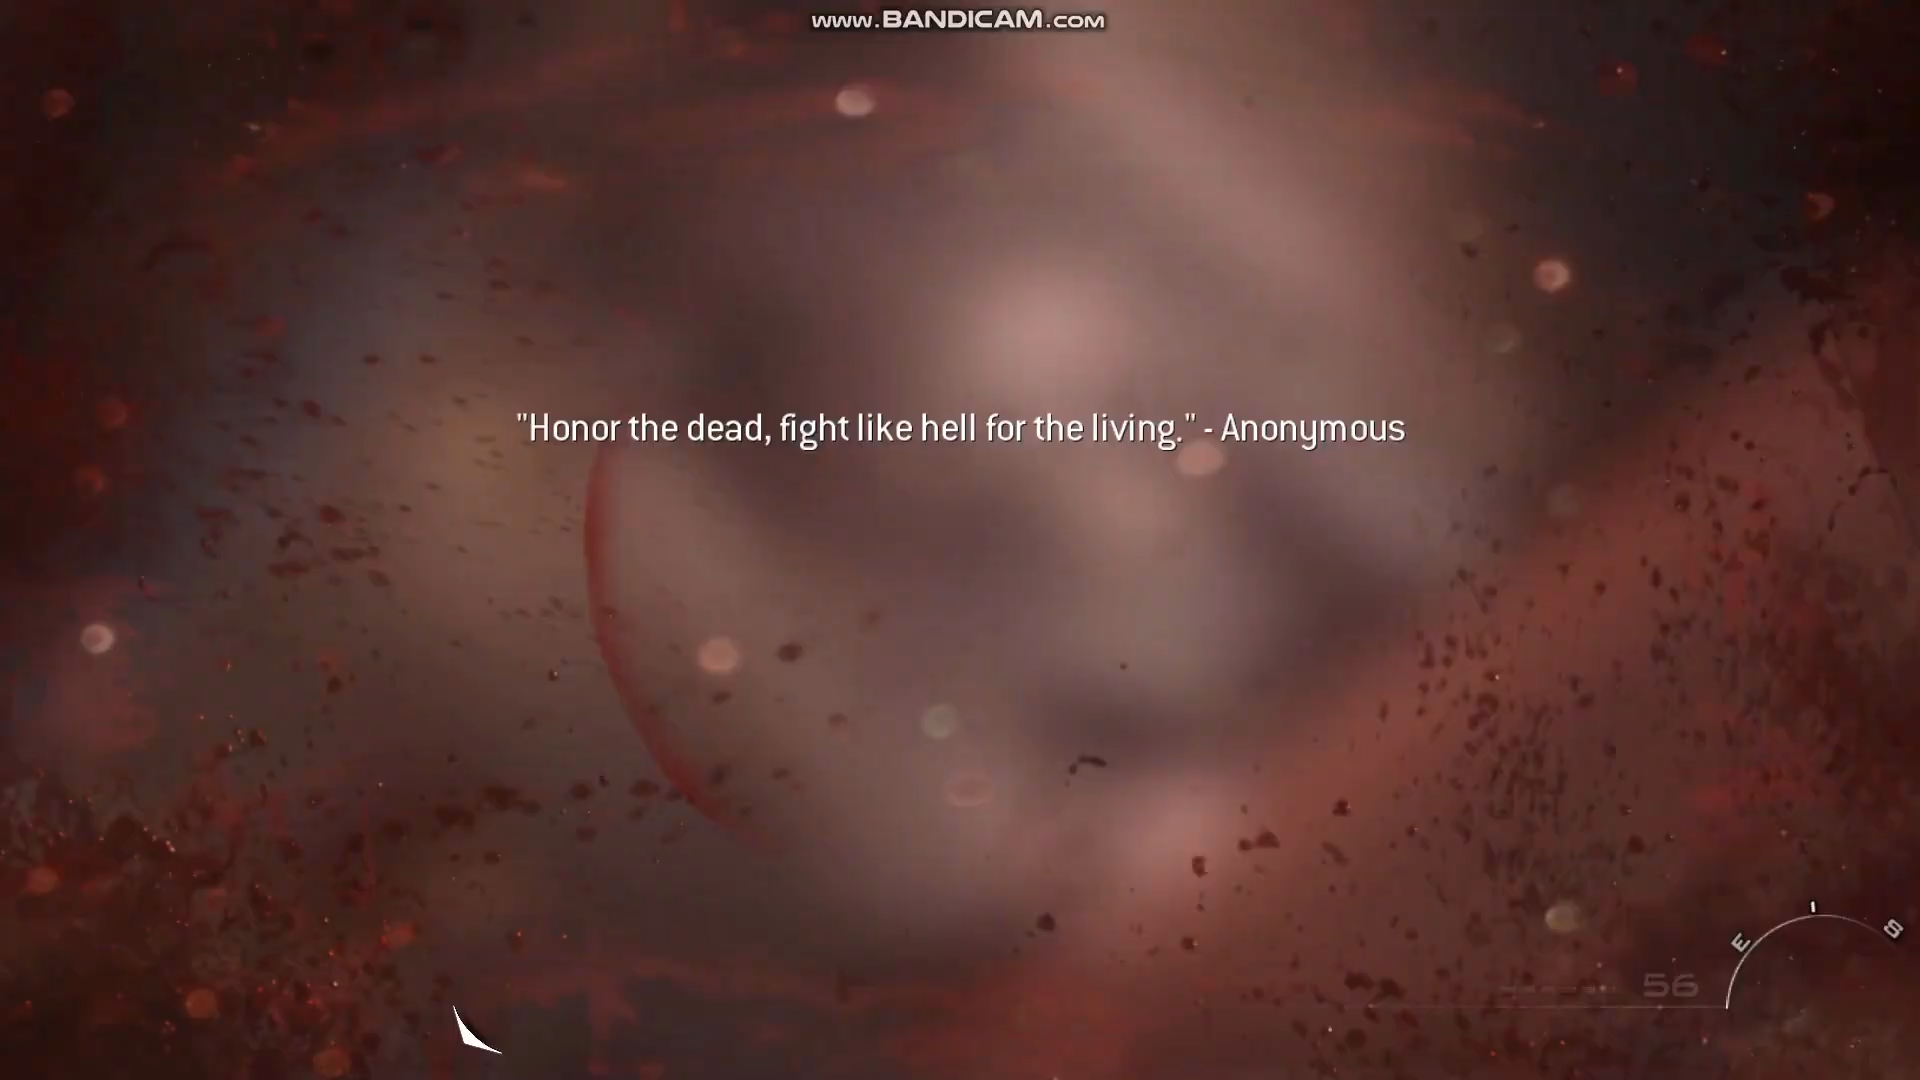 www.BANDICAM.com
"Honor the dead, fight like hell for the living." - Anonymous
E
S
56